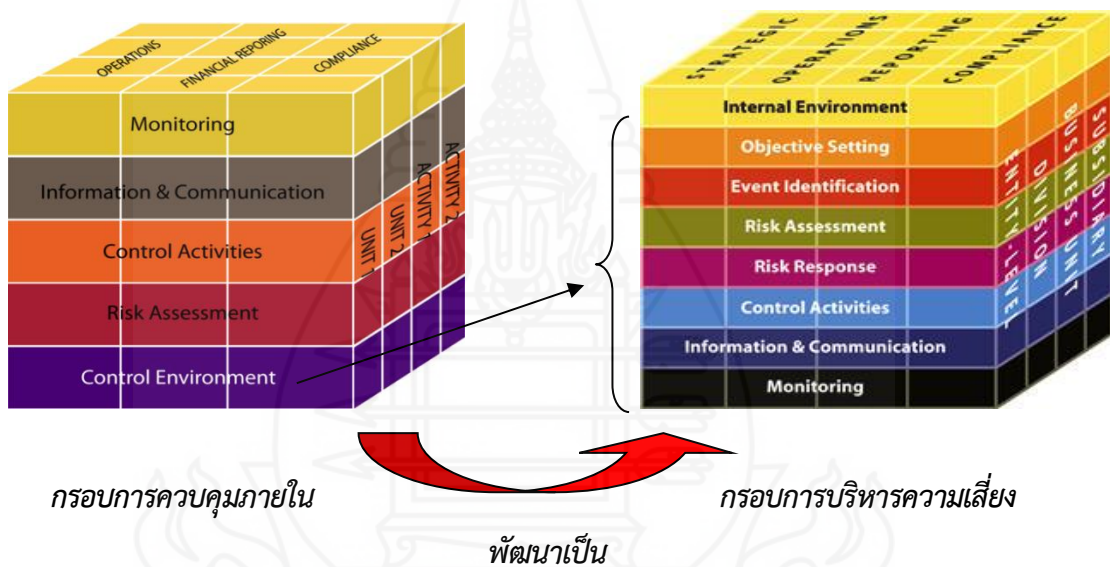 OPERATIONS
FINANCIAL REPORING
COMPLIANCE
Monitoring
Information & Communication
Control Activities
Risk Assessment
Control Environment
UNIT 1
UNIT 2
ACTIVITY 1
ACTIVITY 2
STRATEGIC
OPERATIONS
REPORTING
COMPLIANCE
Internal Environment
Objective Setting
Event Identification
Risk Assessment
Risk Response
Control Activities
Information & Communication
Monitoring
ENTITY-LEVEL
DIVISION
BUSINESS UNIT
SUBSIDIARY
กรอบการควบคุมภายใน
กรอบการบริหารความเสี่ยง
พัฒนาเป็น